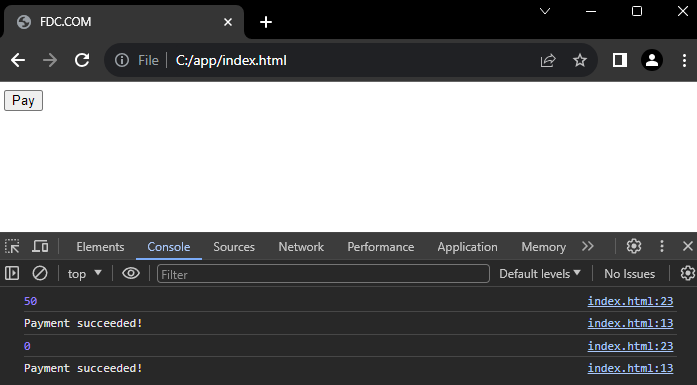 FDC.COM
File C:/app/index.html
Pay
Elements Console Sources Network Performance Application Memory
top Filter Default levels No Issues
50 index.html:23
Payment succeeded! index.html:13
0 index.html:23
Payment succeeded! index.html:13